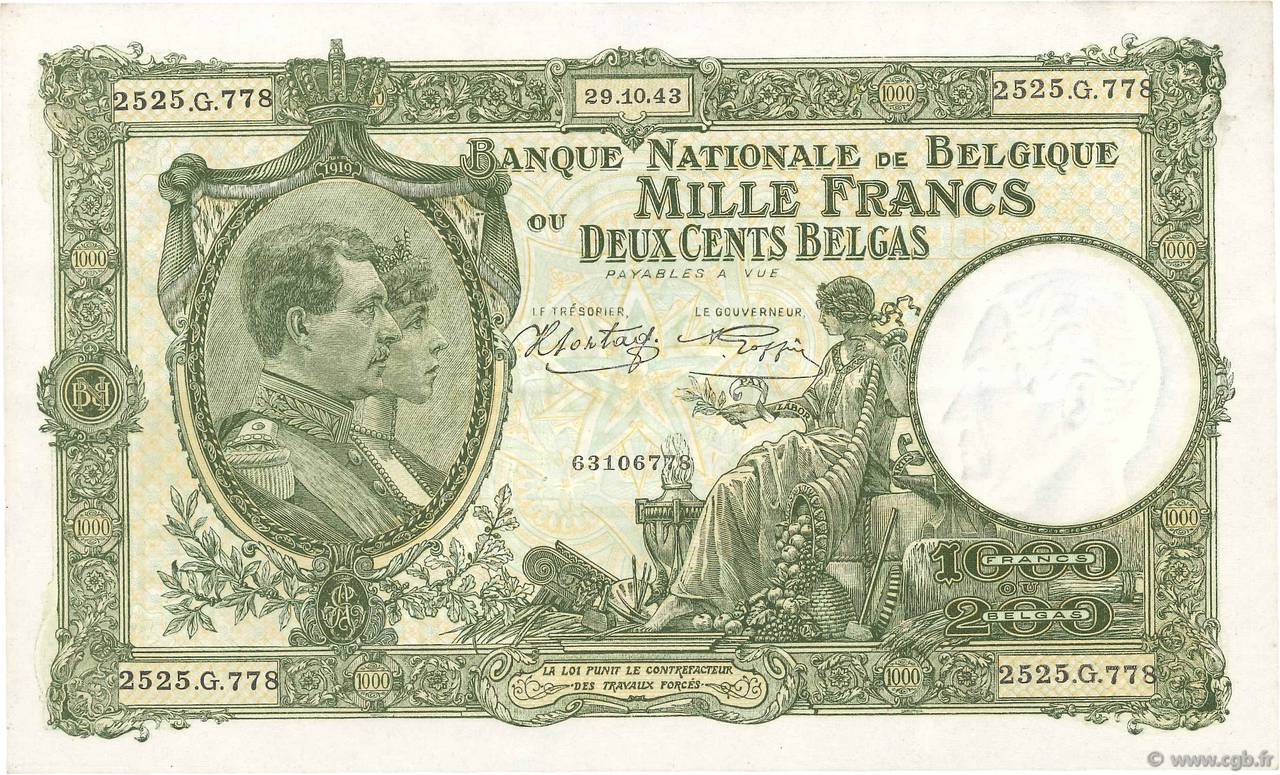 2525.G.778
29.10.43
1000
2525.G.778
1919
BANQUE NATIONALE DE BELGIQUE
MILLE FRANCS
OU
DEUX CENTS BELGAS
PAYABLES A VUE
1000
1000
LE TRÉSORIER,
LE GOUVERNEUR,
PAX
LABOR
BNB
63106778
1000
1000
1000
FRANCS
OU
200
BELGAS
2525.G.778
1000
LA LOI PUNIT LE CONTREFACTEUR
DES TRAVAUX FORCÉS
1000
2525.G.778
© www.cgb.fr